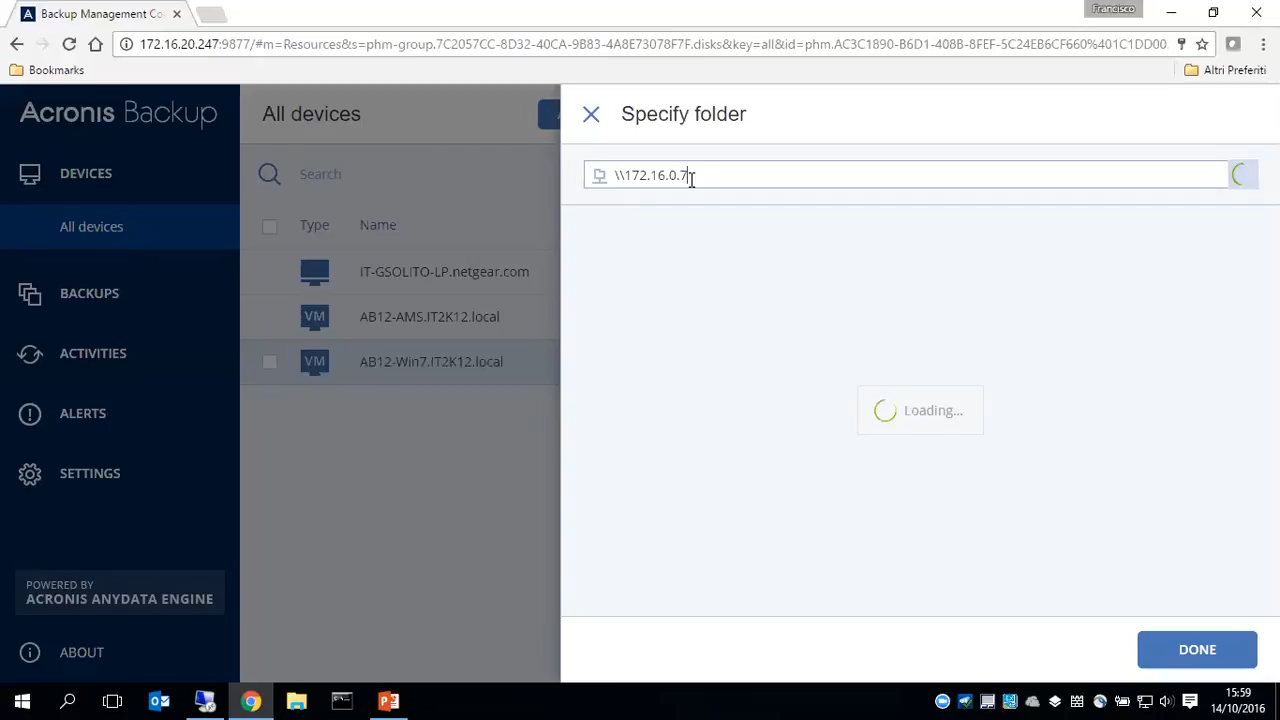 Backup Management Co
Francisco
172.16.20.247:9877/#m=Resources&s=phm-group.7C2057CC-8D32-40CA-9B83-4A8E73078F7F.disks&key=all&id=phm.AC3C1890-B6D1-408B-8FEF-5C24EB6CF660%401C1DD00
Bookmarks
Altri Preferiti
Acronis Backup
All devices
Specify folder
DEVICES
Search
\\172.16.0.7
All devices
Type Name
BACKUPS
IT-GSOLITO-LP.netgear.com
VM AB12-AMS.IT2K12.local
ACTIVITIES
VM AB12-Win7.IT2K12.local
ALERTS
Loading...
SETTINGS
POWERED BY
ACRONIS ANYDATA ENGINE
ABOUT
DONE
15:59
14/10/2016